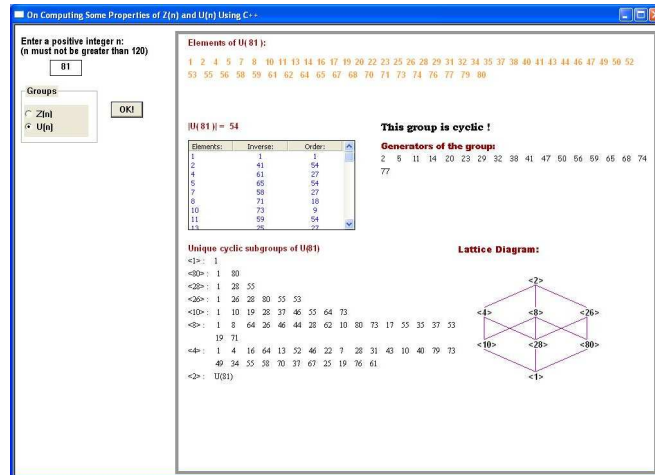 On Computing Some Properties of Z(n) and U(n) Using C++
Enter a positive integer n:
(n must not be greater than 120)
81
Groups
Z(n)
U(n)
OK!
Elements of U( 81 ):
1 2 4 5 7 8 10 11 13 14 16 17 19 20 22 23 25 26 28 29 31 32 34 35 37 38 40 41 43 44 46 47 49 50 52
53 55 56 58 59 61 62 64 65 67 68 70 71 73 74 76 77 79 80
|U( 81 )| = 54
This group is cyclic !
Generators of the group:
2 5 11 14 20 23 29 32 38 41 47 50 56 59 65 68 74
77
Elements: Inverse: Order:
1 1 1
2 41 54
4 61 27
5 65 54
7 58 27
8 71 18
10 73 9
11 59 54
13 25 27
Unique cyclic subgroups of U(81)
<1> : 1
<80> : 1 80
<28> : 1 28 55
<26> : 1 26 28 80 55 53
<10> : 1 10 19 28 37 46 55 64 73
<8> : 1 8 64 26 46 44 28 62 10 80 73 17 55 35 37 53
19 71
<4> : 1 4 16 64 13 52 46 22 7 28 31 43 10 40 79 73
49 34 55 58 70 37 67 25 19 76 61
<2> : U(81)
Lattice Diagram:
<2>
<4> <8> <26>
<10> <28> <80>
<1>